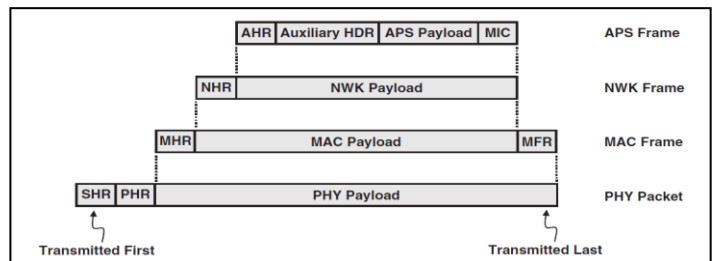 AHR Auxiliary HDR APS Payload MIC APS Frame
NHR NWK Payload NWK Frame
MHR MAC Payload MFR MAC Frame
SHR PHR PHY Payload PHY Packet
Transmitted First Transmitted Last